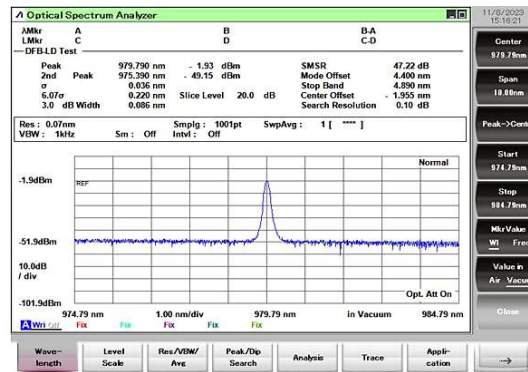 Optical Spectrum Analyzer
11/8/2023
15:16:21
λMkr A B B-A
LMkr C D C-D
DFB-LD Test
Peak 979.790 nm - 1.93 dBm SMSR 47.22 dB
2nd Peak 975.390 nm - 49.15 dBm Mode Offset 4.400 nm
σ 0.036 nm Stop Band 4.890 nm
6.07σ 0.220 nm Slice Level 20.0 dB Center Offset - 1.955 nm
3.0 dB Width 0.086 nm Search Resolution 0.10 dB
Res : 0.07nm Smplg : 1001pt SwpAvg : 1 [ **** ]
VBW : 1kHz Sm : Off Intvl : Off
Normal
-1.9dBm
REF
-51.9dBm
10.0dB
/ div
Opt. Att On
-101.9dBm
974.79 nm 1.00 nm/div 979.79 nm in Vacuum 984.79 nm
A Wri Off Fix Fix Fix Fix Fix
Center
979.79nm
Span
10.00nm
Peak->Cent
Start
974.79nm
Stop
984.79nm
MkrValue
Wl Fre
Value in
Air Vacuu
Close
Wave-
length
Level
Scale
Res/VBW/
Avg
Peak/Dip
Search
Analysis
Trace
Appli-
cation